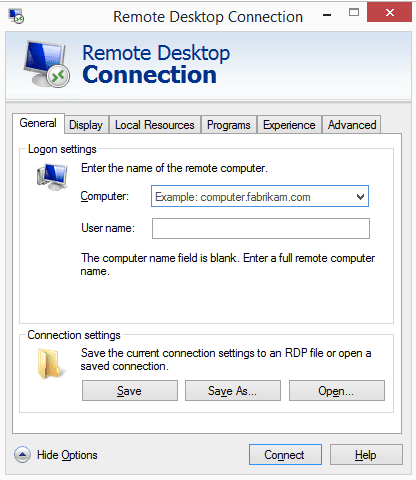 Remote Desktop Connection
Remote Desktop
Connection
General Display Local Resources Programs Experience Advanced
Logon settings
Enter the name of the remote computer.
Computer: Example: computer.fabrikam.com
User name:
The computer name field is blank. Enter a full remote computer
name.
Connection settings
Save the current connection settings to an RDP file or open a
saved connection.
Save Save As... Open...
Hide Options Connect Help